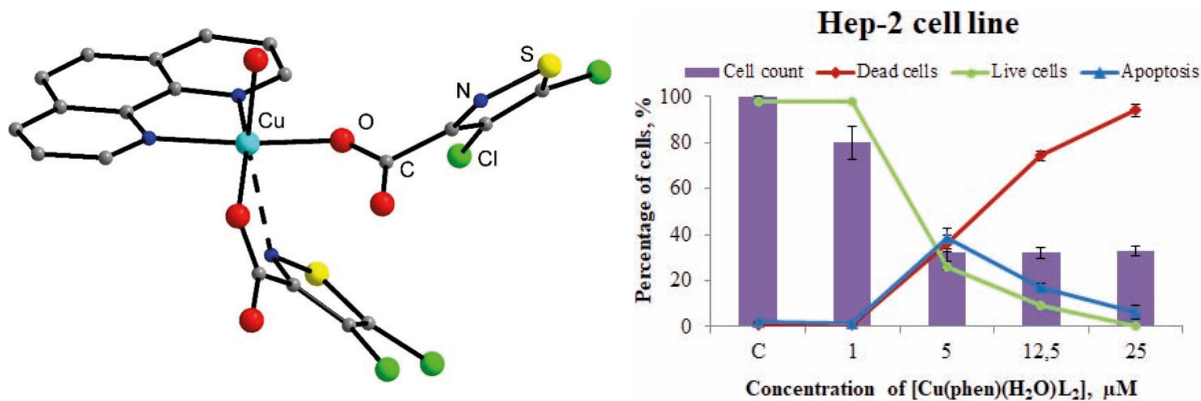 S
N
Cu
O
C
Cl
Hep-2 cell line
Cell count Dead cells Live cells Apoptosis
Percentage of cells, %
100
80
60
40
20
0
C 1 5 12,5 25
Concentration of [Cu(phen)(H₂O)L₂], μM